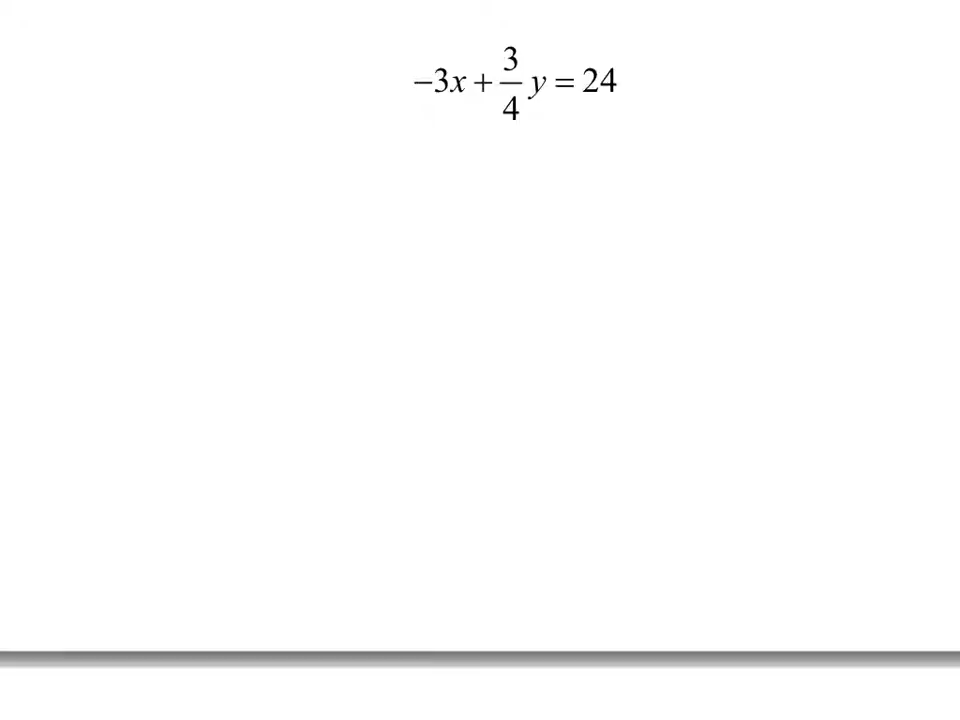 −3x + 3/4 y = 24